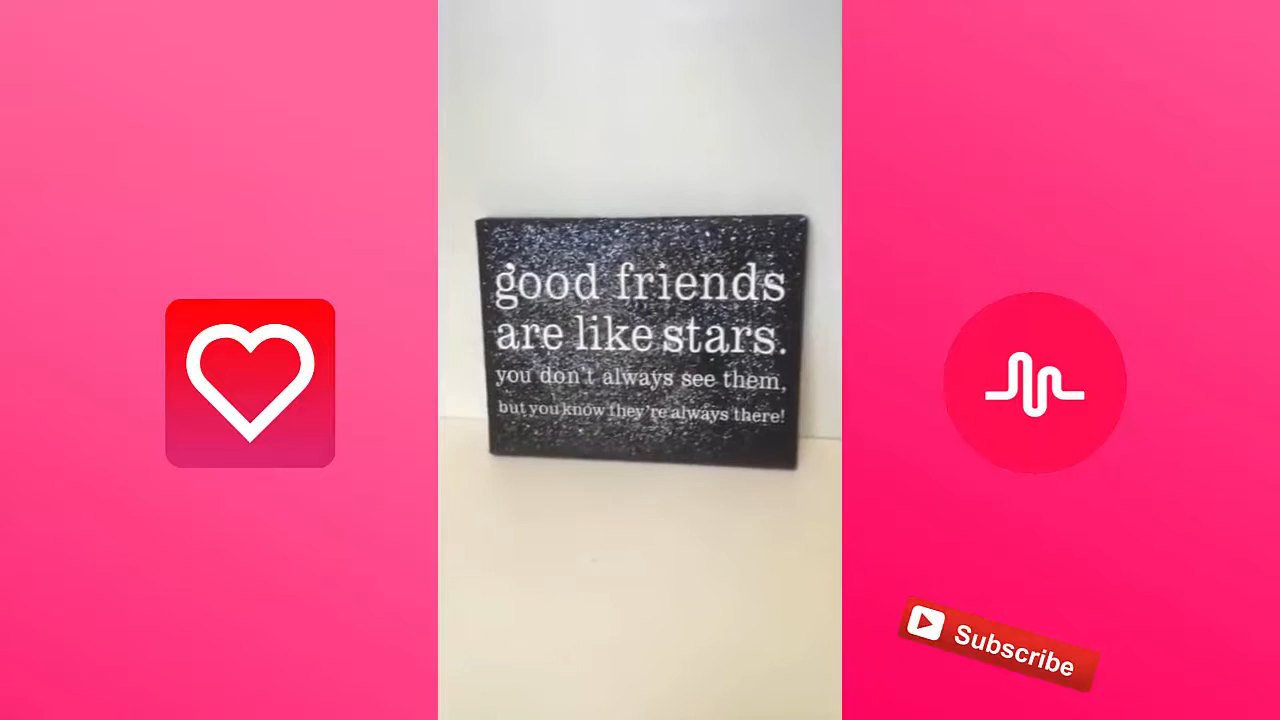 good friends
are like stars.
you don't always see them,
but you know they're always there!
Subscribe